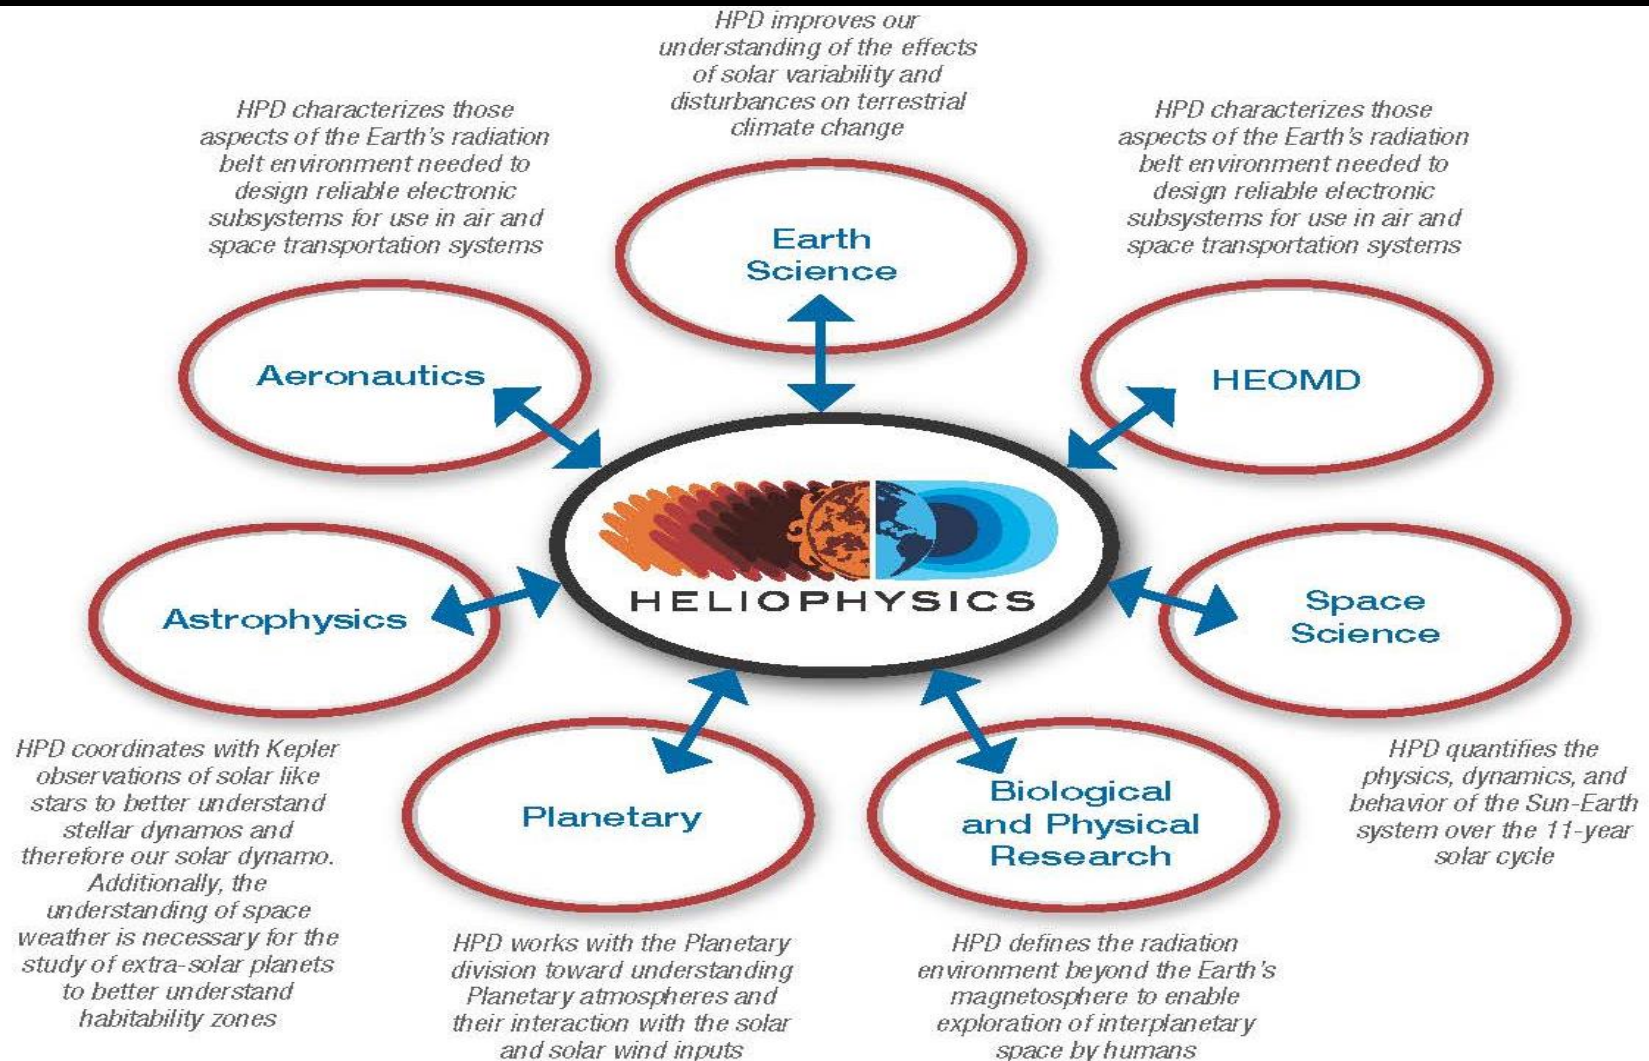 HPD improves our
understanding of the effects
of solar variability and
disturbances on terrestrial
climate change
HPD characterizes those
aspects of the Earth's radiation
belt environment needed to
design reliable electronic
subsystems for use in air and
space transportation systems
HPD characterizes those
aspects of the Earth's radiation
belt environment needed to
design reliable electronic
subsystems for use in air and
space transportation systems
Earth
Science
Aeronautics
HEOMD
HELIOPHYSICS
Astrophysics
Space
Science
Planetary
Biological
and Physical
Research
HPD coordinates with Kepler
observations of solar like
stars to better understand
stellar dynamos and
therefore our solar dynamo.
Additionally, the
understanding of space
weather is necessary for the
study of extra-solar planets
to better understand
habitability zones
HPD works with the Planetary
division toward understanding
Planetary atmospheres and
their interaction with the solar
and solar wind inputs
HPD defines the radiation
environment beyond the Earth's
magnetosphere to enable
exploration of interplanetary
space by humans
HPD quantifies the
physics, dynamics, and
behavior of the Sun-Earth
system over the 11-year
solar cycle